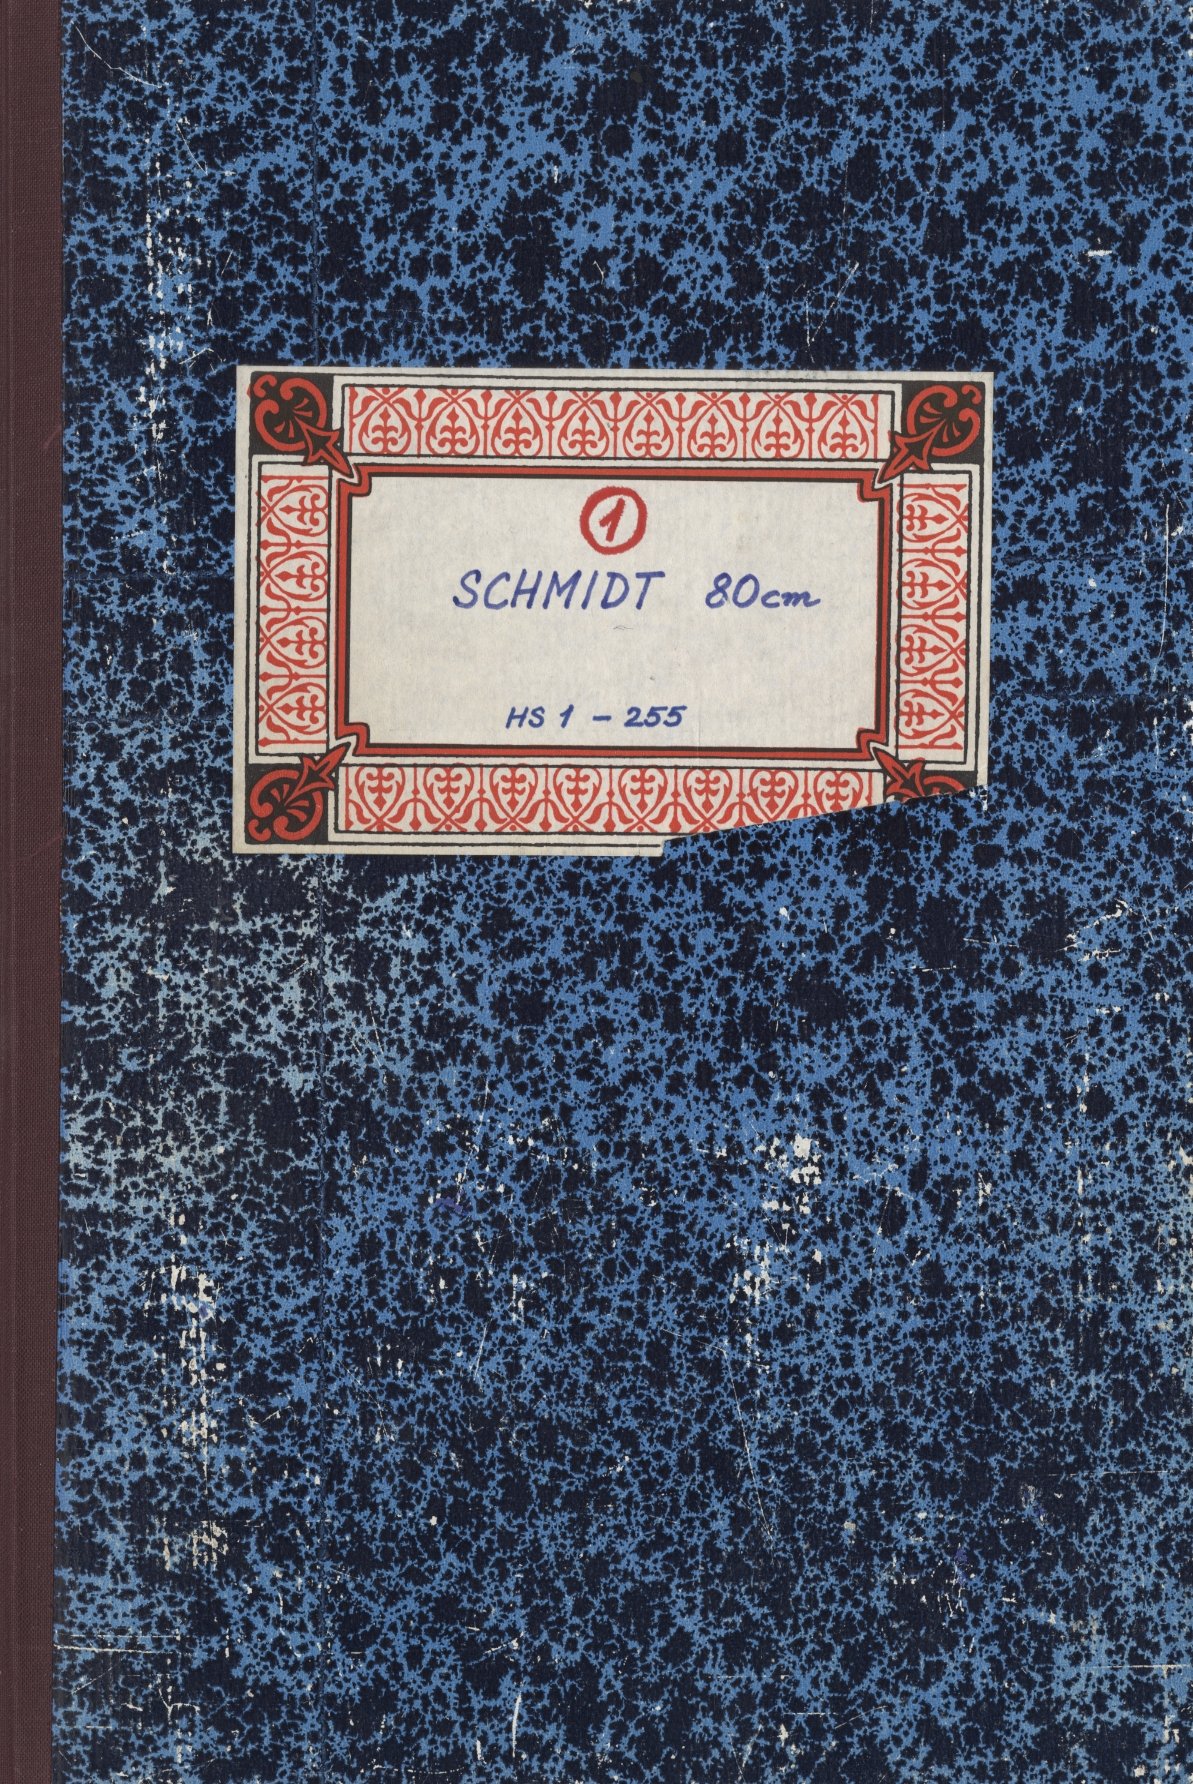 1
SCHMIDT 80cm
HS 1 - 255